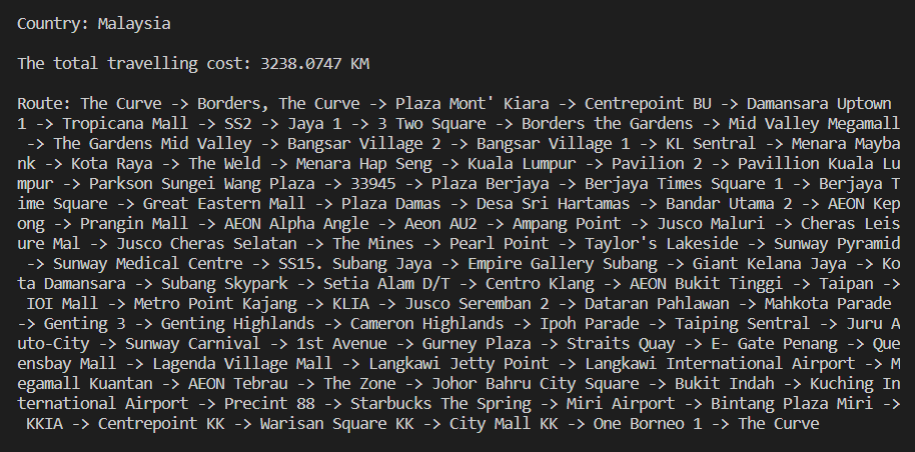 Country: Malaysia
The total travelling cost: 3238.0747 KM
Route: The Curve -> Borders, The Curve -> Plaza Mont' Kiara -> Centrepoint BU -> Damansara Uptown
1 -> Tropicana Mall -> SS2 -> Jaya 1 -> 3 Two Square -> Borders the Gardens -> Mid Valley Megamall
-> The Gardens Mid Valley -> Bangsar Village 2 -> Bangsar Village 1 -> KL Sentral -> Menara Mayba
nk -> Kota Raya -> The Weld -> Menara Hap Seng -> Kuala Lumpur -> Pavilion 2 -> Pavillion Kuala Lu
mpur -> Parkson Sungei Wang Plaza -> 33945 -> Plaza Berjaya -> Berjaya Times Square 1 -> Berjaya T
ime Square -> Great Eastern Mall -> Plaza Damas -> Desa Sri Hartamas -> Bandar Utama 2 -> AEON Kep
ong -> Prangin Mall -> AEON Alpha Angle -> Aeon AU2 -> Ampang Point -> Jusco Maluri -> Cheras Leis
ure Mal -> Jusco Cheras Selatan -> The Mines -> Pearl Point -> Taylor's Lakeside -> Sunway Pyramid
-> Sunway Medical Centre -> SS15. Subang Jaya -> Empire Gallery Subang -> Giant Kelana Jaya -> Ko
ta Damansara -> Subang Skypark -> Setia Alam D/T -> Centro Klang -> AEON Bukit Tinggi -> Taipan ->
IOI Mall -> Metro Point Kajang -> KLIA -> Jusco Seremban 2 -> Dataran Pahlawan -> Mahkota Parade
-> Genting 3 -> Genting Highlands -> Cameron Highlands -> Ipoh Parade -> Taiping Sentral -> Juru A
uto-City -> Sunway Carnival -> 1st Avenue -> Gurney Plaza -> Straits Quay -> E- Gate Penang -> Que
ensbay Mall -> Lagenda Village Mall -> Langkawi Jetty Point -> Langkawi International Airport -> M
egamall Kuantan -> AEON Tebrau -> The Zone -> Johor Bahru City Square -> Bukit Indah -> Kuching In
ternational Airport -> Precint 88 -> Starbucks The Spring -> Miri Airport -> Bintang Plaza Miri ->
KKIA -> Centrepoint KK -> Warisan Square KK -> City Mall KK -> One Borneo 1 -> The Curve